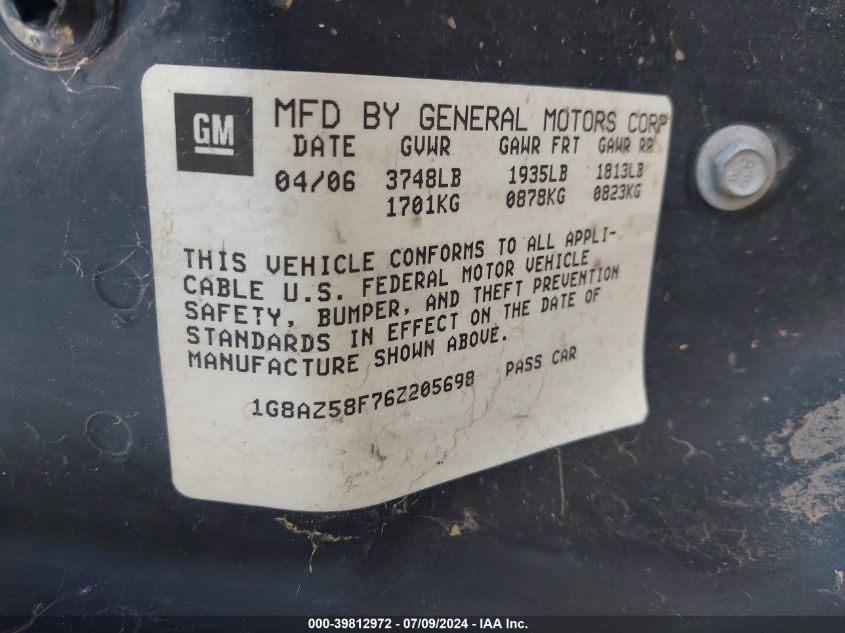 GM
MFD BY GENERAL MOTORS CORP
DATE GVWR GAWR FRT GAWR RR
04/06 3748LB 1935LB 1813LB
1701KG 0878KG 0823KG
THIS VEHICLE CONFORMS TO ALL APPLI-
CABLE U.S. FEDERAL MOTOR VEHICLE
SAFETY, BUMPER, AND THEFT PREVENTION
STANDARDS IN EFFECT ON THE DATE OF
MANUFACTURE SHOWN ABOVE.
1G8AZ58F76Z205698 PASS CAR
000-39812972 / 07/09/2024 - IAA Inc.